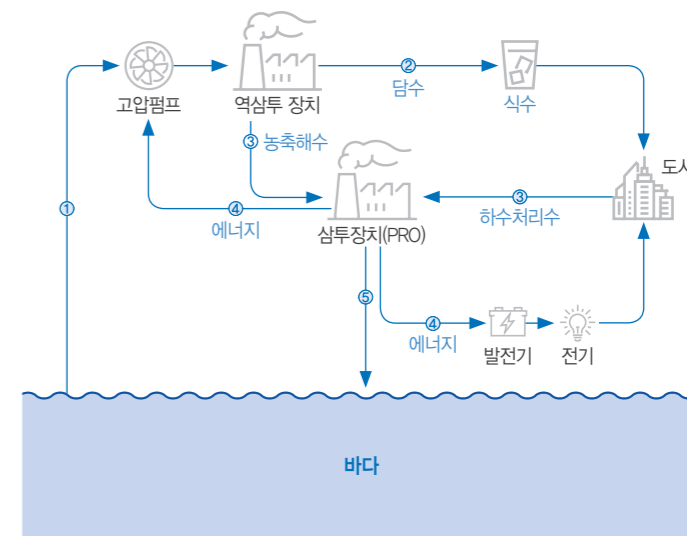 ②
담수
식수
고압펌프
역삼투 장치
③ 농축해수
도시
①
③
하수처리수
④
에너지
삼투장치(PRO)
⑤
④
에너지
발전기
전기
바다